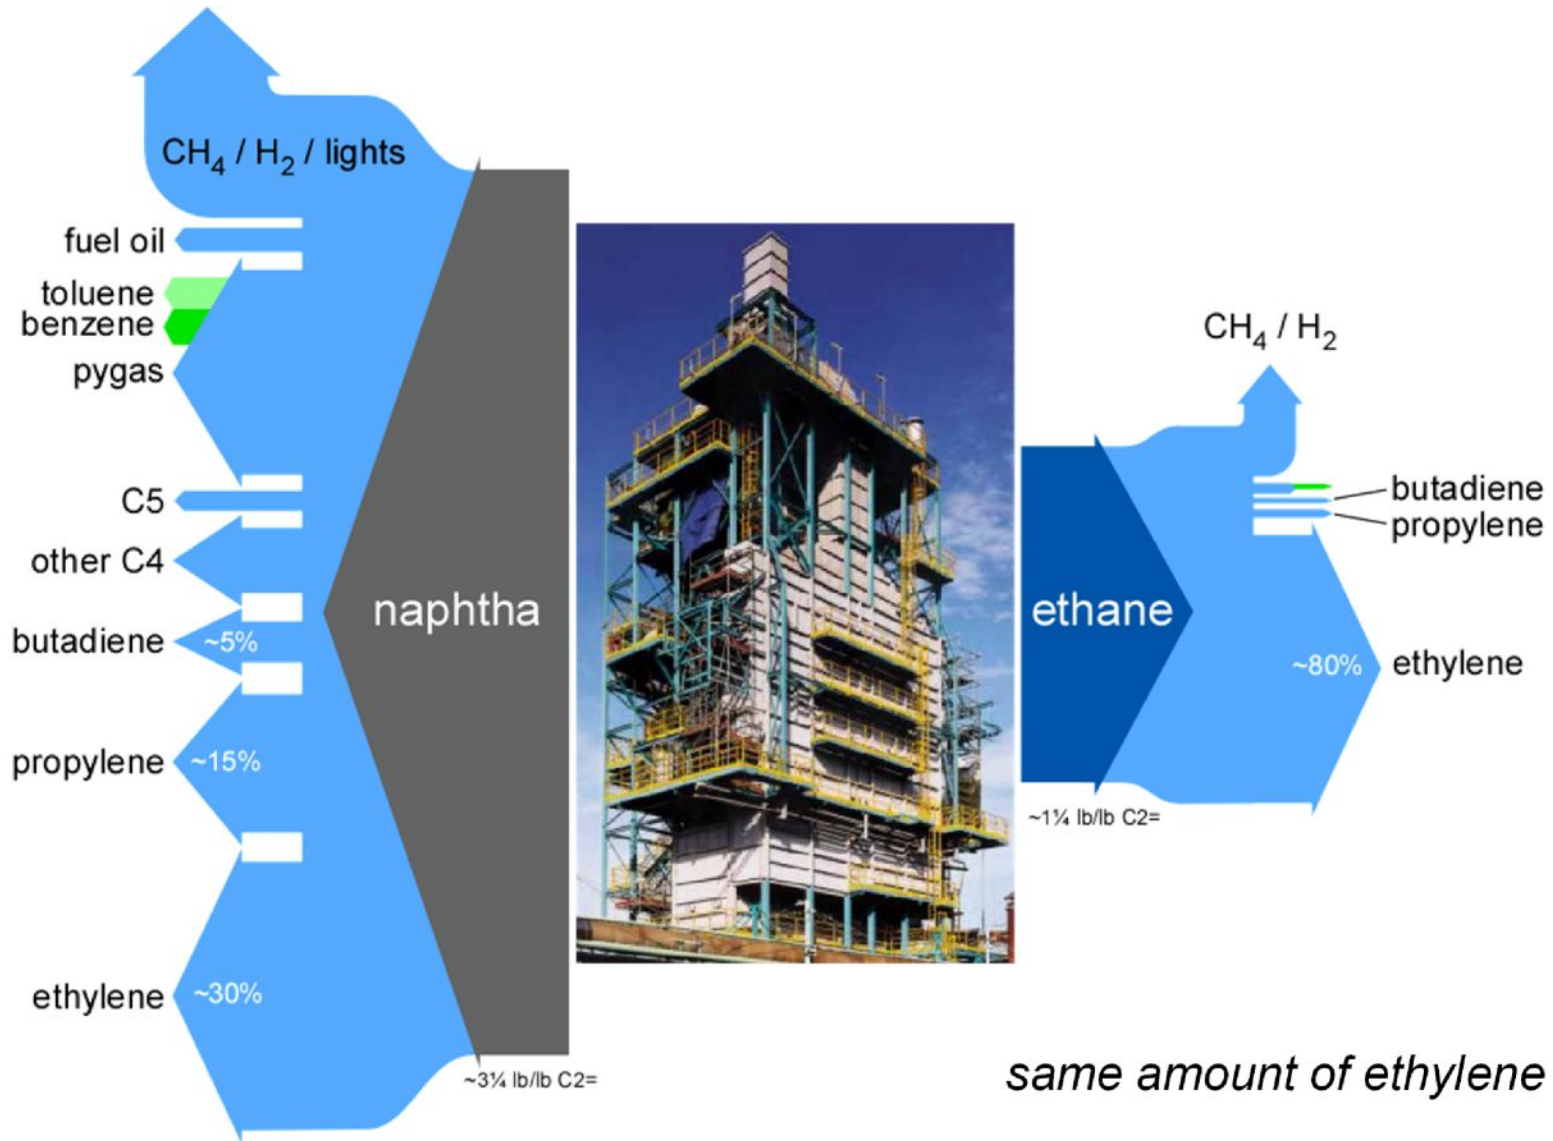 CH₄ / H₂ / lights
fuel oil
toluene
benzene
pygas
C5
other C4
butadiene
~5%
propylene
~15%
ethylene
~30%
naphtha
~3¼ lb/lb C2=
ethane
~1¼ lb/lb C2=
CH₄ / H₂
butadiene
propylene
~80%
ethylene
same amount of ethylene